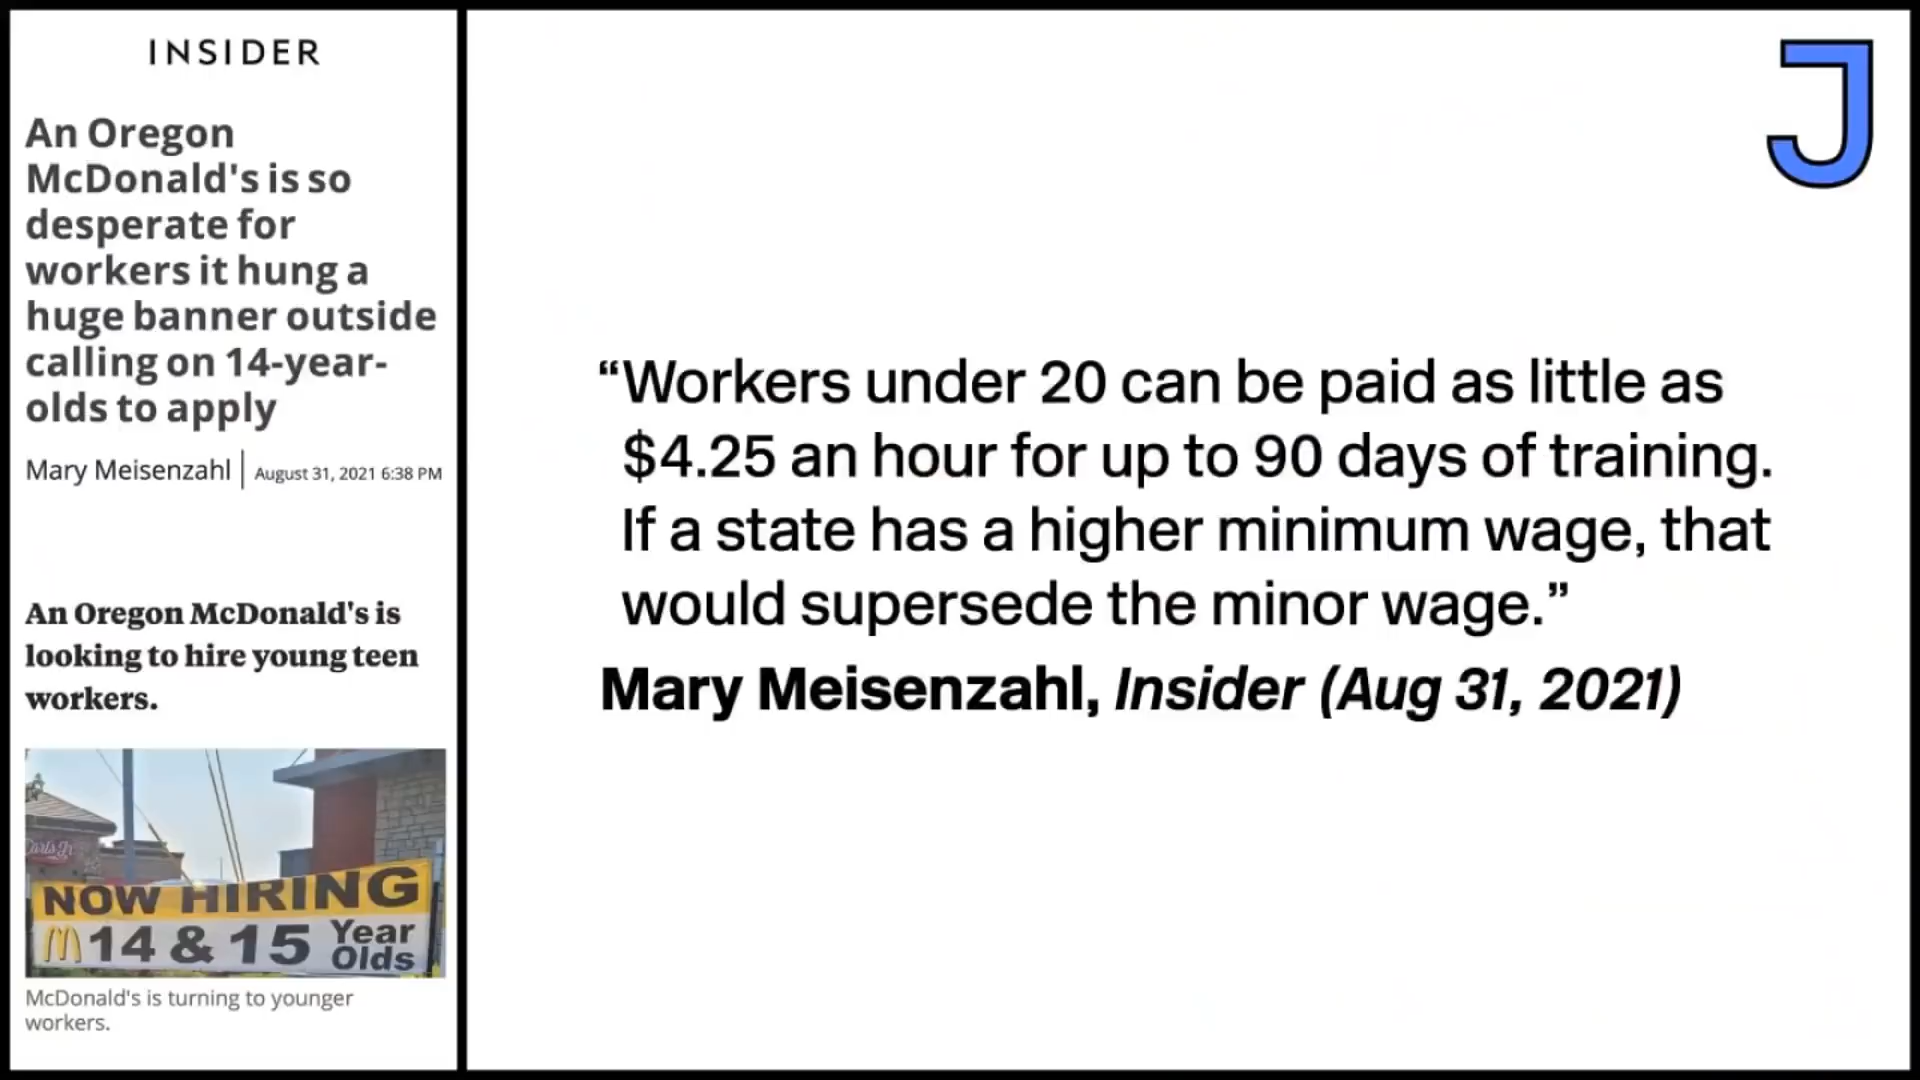 INSIDER
An Oregon
McDonald's is so
desperate for
workers it hung a
huge banner outside
calling on 14-year-
olds to apply
Mary Meisenzahl | August 31, 2021 6:38 PM
An Oregon McDonald's is
looking to hire young teen
workers.
Carls Jr
NOW HIRING
14 & 15 Year Olds
McDonald's is turning to younger
workers.
J
“Workers under 20 can be paid as little as
$4.25 an hour for up to 90 days of training.
If a state has a higher minimum wage, that
would supersede the minor wage.”
Mary Meisenzahl, Insider (Aug 31, 2021)